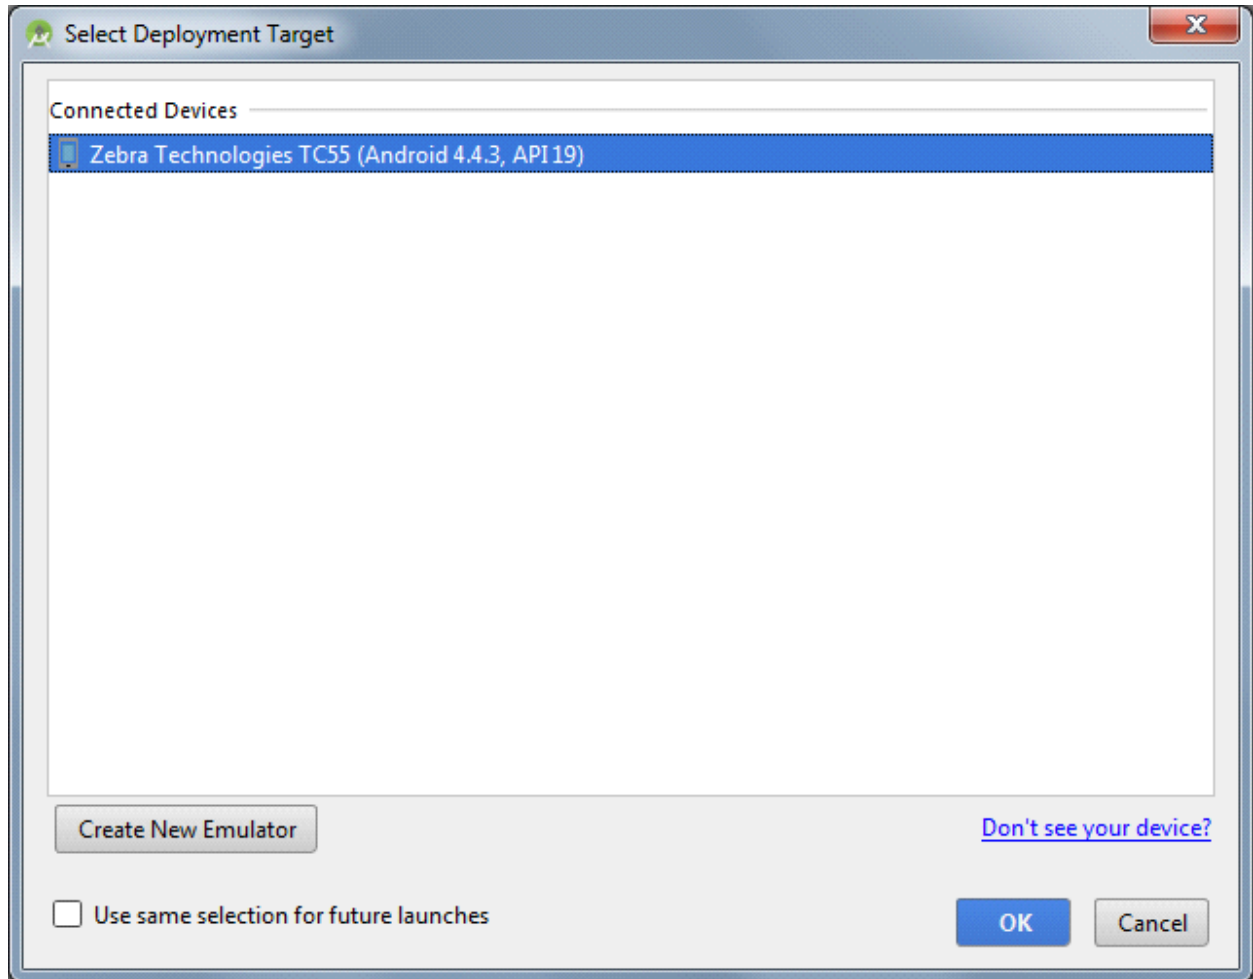 Select Deployment Target
Connected Devices
Zebra Technologies TC55 (Android 4.4.3, API 19)
Create New Emulator
Don't see your device?
Use same selection for future launches
OK
Cancel